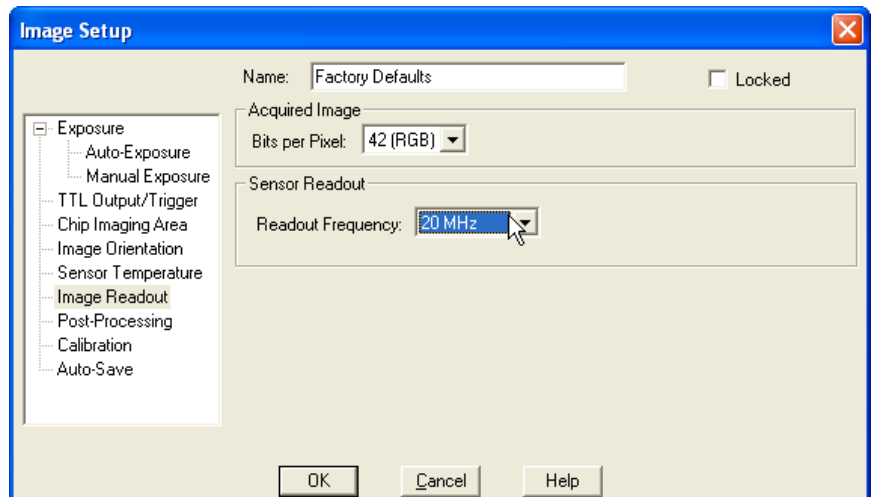 Image Setup
Name: Factory Defaults
Locked
Exposure
Auto-Exposure
Manual Exposure
TTL Output/Trigger
Chip Imaging Area
Image Orientation
Sensor Temperature
Image Readout
Post-Processing
Calibration
Auto-Save
Acquired Image
Bits per Pixel: 42 (RGB)
Sensor Readout
Readout Frequency: 20 MHz
OK Cancel Help